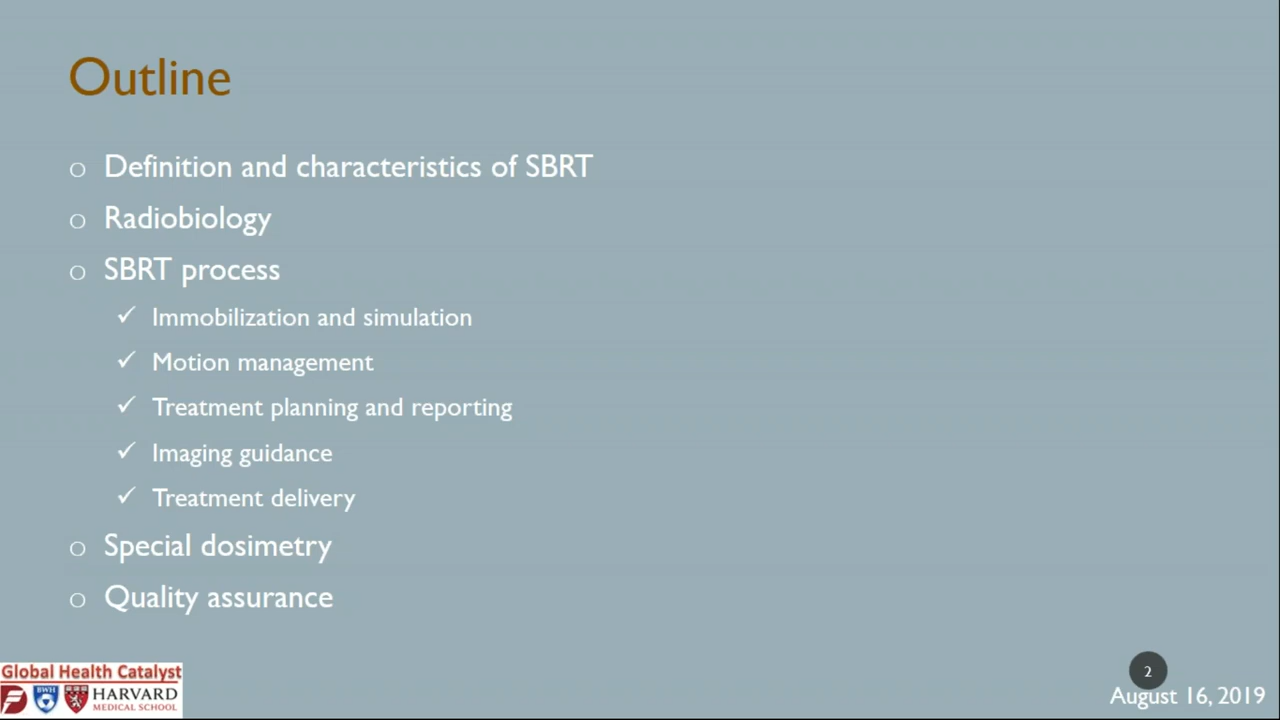 Outline
o Definition and characteristics of SBRT
o Radiobiology
o SBRT process
✓ Immobilization and simulation
✓ Motion management
✓ Treatment planning and reporting
✓ Imaging guidance
✓ Treatment delivery
o Special dosimetry
o Quality assurance
Global Health Catalyst
BWH
HARVARD
MEDICAL SCHOOL
2
August 16, 2019